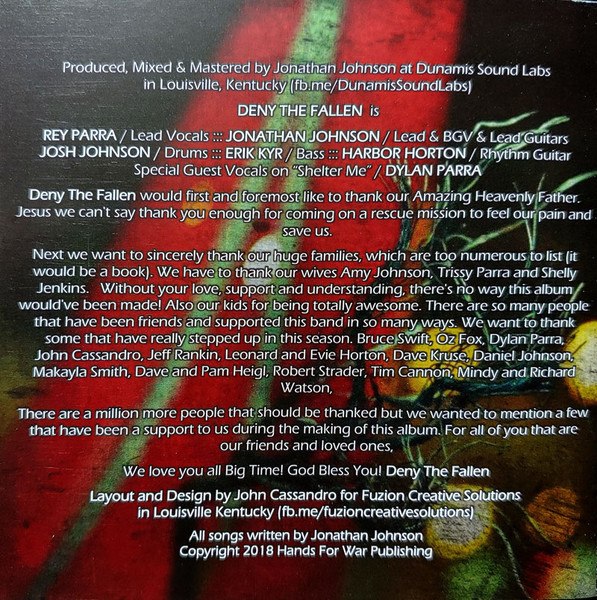 Produced, Mixed & Mastered by Jonathan Johnson at Dunamis Sound Labs
in Louisville, Kentucky (fb.me/DunamisSoundLabs)
DENY THE FALLEN is
REY PARRA / Lead Vocals ::: JONATHAN JOHNSON / Lead & BGV & Lead Guitars
JOSH JOHNSON / Drums ::: ERIK KYR / Bass ::: HARBOR HORTON / Rhythm Guitar
Special Guest Vocals on "Shelter Me" / DYLAN PARRA
Deny The Fallen would first and foremost like to thank our Amazing Heavenly Father.
Jesus we can't say thank you enough for coming on a rescue mission to feel our pain and
save us.
Next we want to sincerely thank our huge families, which are too numerous to list (it
would be a book). We have to thank our wives Amy Johnson, Trissy Parra and Shelly
Jenkins. Without your love, support and understanding, there's no way this album
would've been made! Also our kids for being totally awesome. There are so many people
that have been friends and supported this band in so many ways. We want to thank
some that have really stepped up in this season. Bruce Swift, Oz Fox, Dylan Parra,
John Cassandro, Jeff Rankin, Leonard and Evie Horton, Dave Kruse, Daniel Johnson,
Makayla Smith, Dave and Pam Heigl, Robert Strader, Tim Cannon, Mindy and Richard
Watson,
There are a million more people that should be thanked but we wanted to mention a few
that have been a support to us during the making of this album. For all of you that are
our friends and loved ones,
We love you all Big Time! God Bless You! Deny The Fallen
Layout and Design by John Cassandro for Fuzion Creative Solutions
in Louisville Kentucky (fb.me/fuzioncreativesolutions)
All songs written by Jonathan Johnson
Copyright 2018 Hands For War Publishing